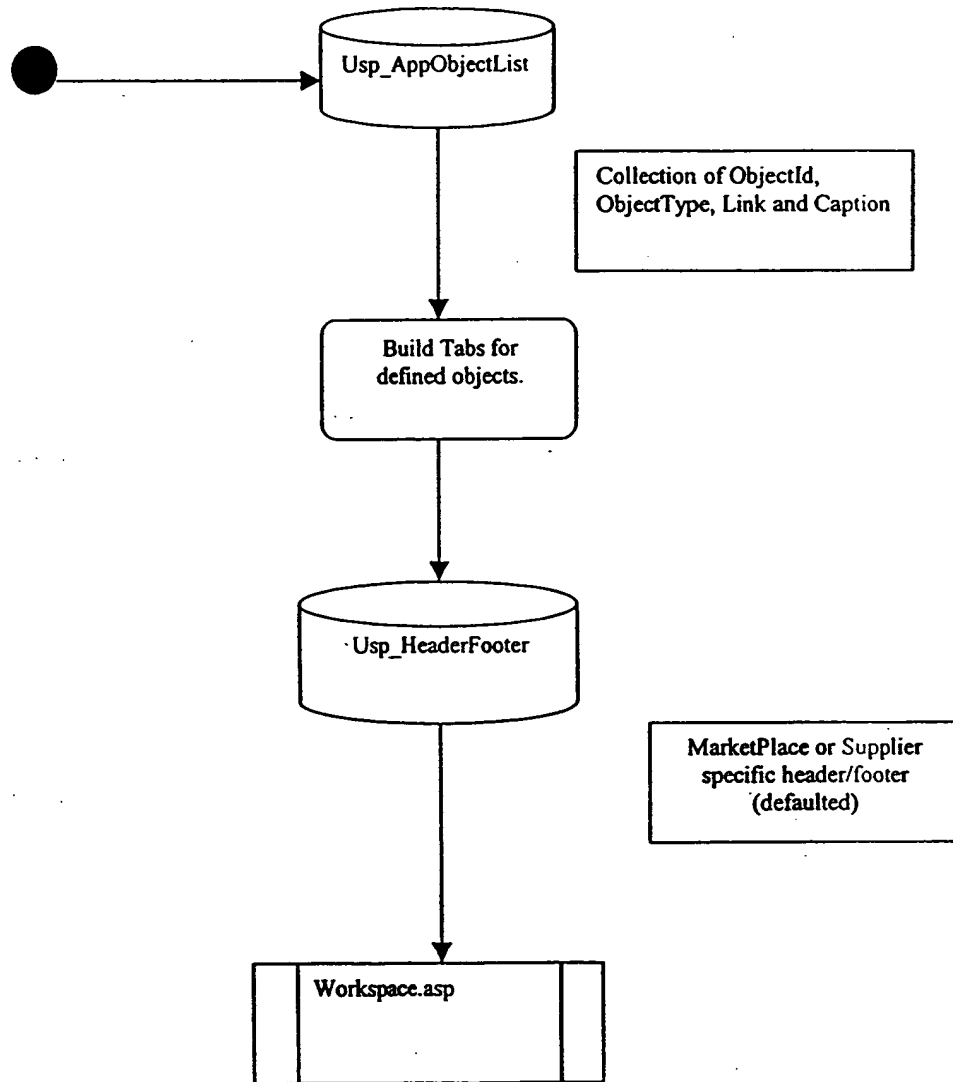 Usp_AppObjectList
Collection of ObjectId,
ObjectType, Link and Caption
Build Tabs for
defined objects.
Usp_HeaderFooter
MarketPlace or Supplier
specific header/footer
(defaulted)
Workspace.asp